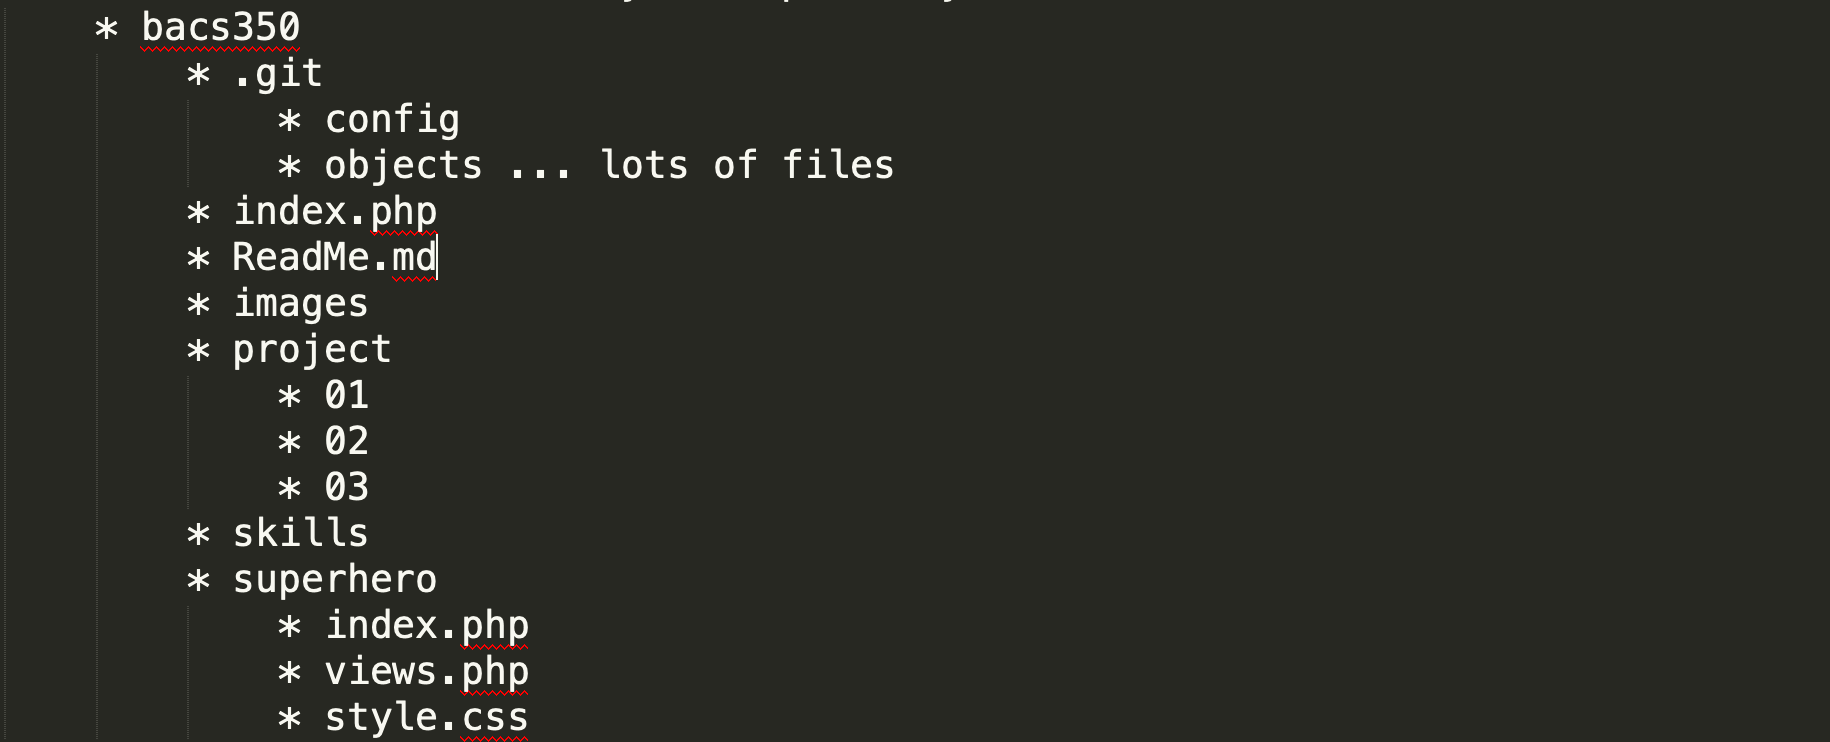 * bacs350
* .git
* config
* objects ... lots of files
* index.php
* ReadMe.md
* images
* project
* 01
* 02
* 03
* skills
* superhero
* index.php
* views.php
* style.css